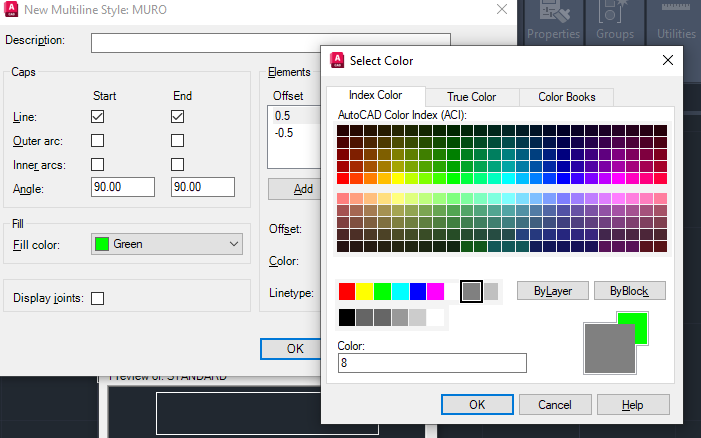 A CAD
New Multiline Style: MURO
Description:
Caps
Start End
Line:
Outer arc:
Inner arcs:
Angle: 90.00 90.00
Fill
Fill color: Green
Display joints:
OK
Elements
Offset
0.5
-0.5
Add
Offset:
Color:
Linetype:
Properties Groups Utilities
A CAD
Select Color
Index Color True Color Color Books
AutoCAD Color Index (ACI):
ByLayer ByBlock
Color:
8
OK Cancel Help
Preview of: STANDARD